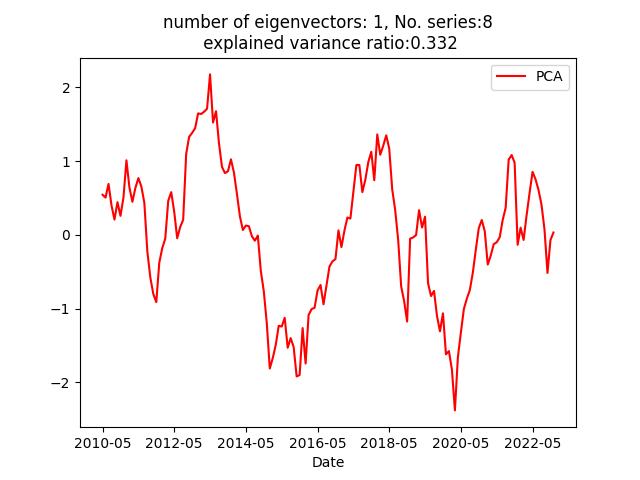 number of eigenvectors: 1, No. series:8
explained variance ratio:0.332
PCA
2
1
0
−1
−2
2010-05 2012-05 2014-05 2016-05 2018-05 2020-05 2022-05
Date